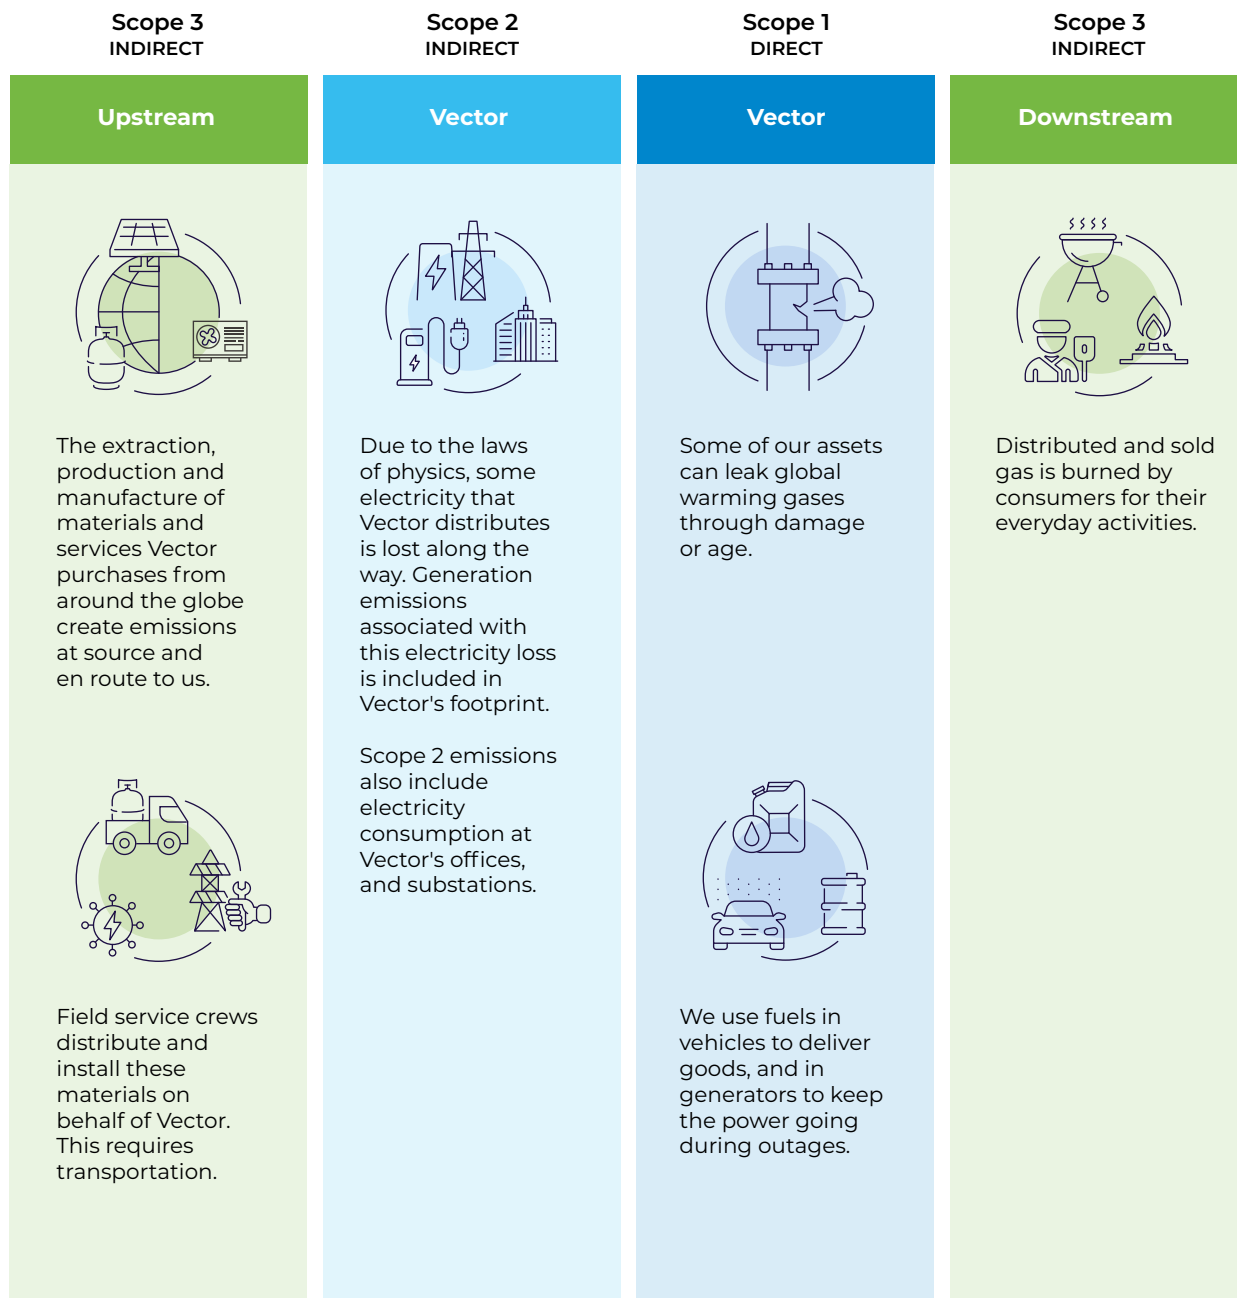 Scope 3
INDIRECT
Upstream
The extraction,
production and
manufacture of
materials and
services Vector
purchases from
around the globe
create emissions
at source and
en route to us.
Field service crews
distribute and
install these
materials on
behalf of Vector.
This requires
transportation.
Scope 2
INDIRECT
Vector
Due to the laws
of physics, some
electricity that
Vector distributes
is lost along the
way. Generation
emissions
associated with
this electricity loss
is included in
Vector's footprint.
Scope 2 emissions
also include
electricity
consumption at
Vector's offices,
and substations.
Scope 1
DIRECT
Vector
Some of our assets
can leak global
warming gases
through damage
or age.
We use fuels in
vehicles to deliver
goods, and in
generators to keep
the power going
during outages.
Scope 3
INDIRECT
Downstream
Distributed and sold
gas is burned by
consumers for their
everyday activities.